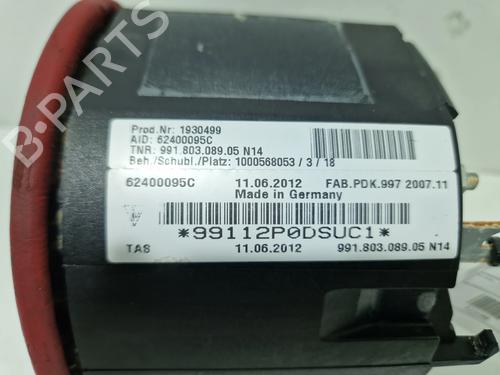 B-PARTS
Prod.Nr: 1930499
AID: 62400095C
TNR: 991.803.089.05 N14
Beh./Schubl./Platz: 1000568053 / 3 / 18
62400095C 11.06.2012 FAB.PDK.997 2007.11
Made in Germany
*99112P0DSUC1*
TAS 11.06.2012 991.803.089.05 N14